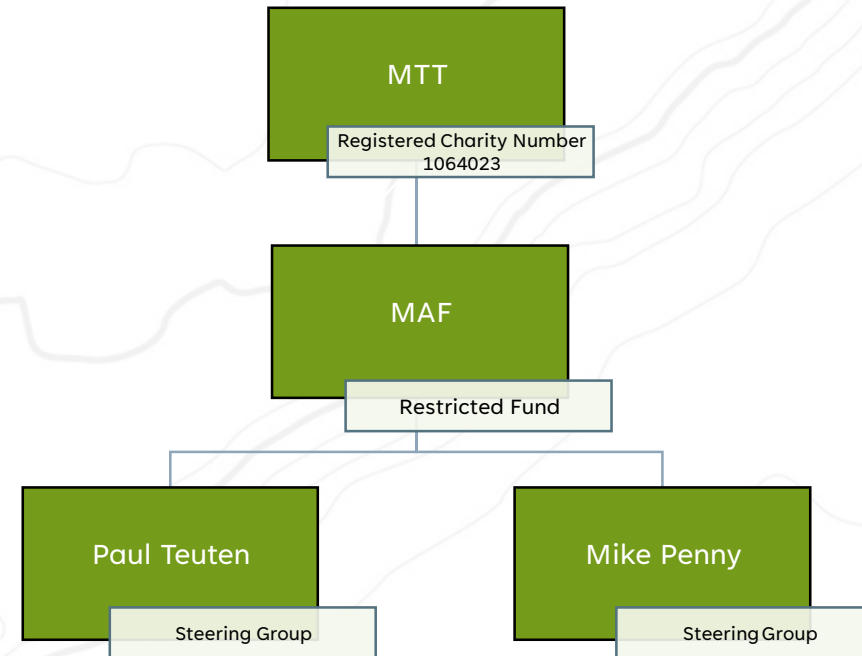 MTT
Registered Charity Number
1064023
MAF
Restricted Fund
Paul Teuten
Mike Penny
Steering Group
Steering Group